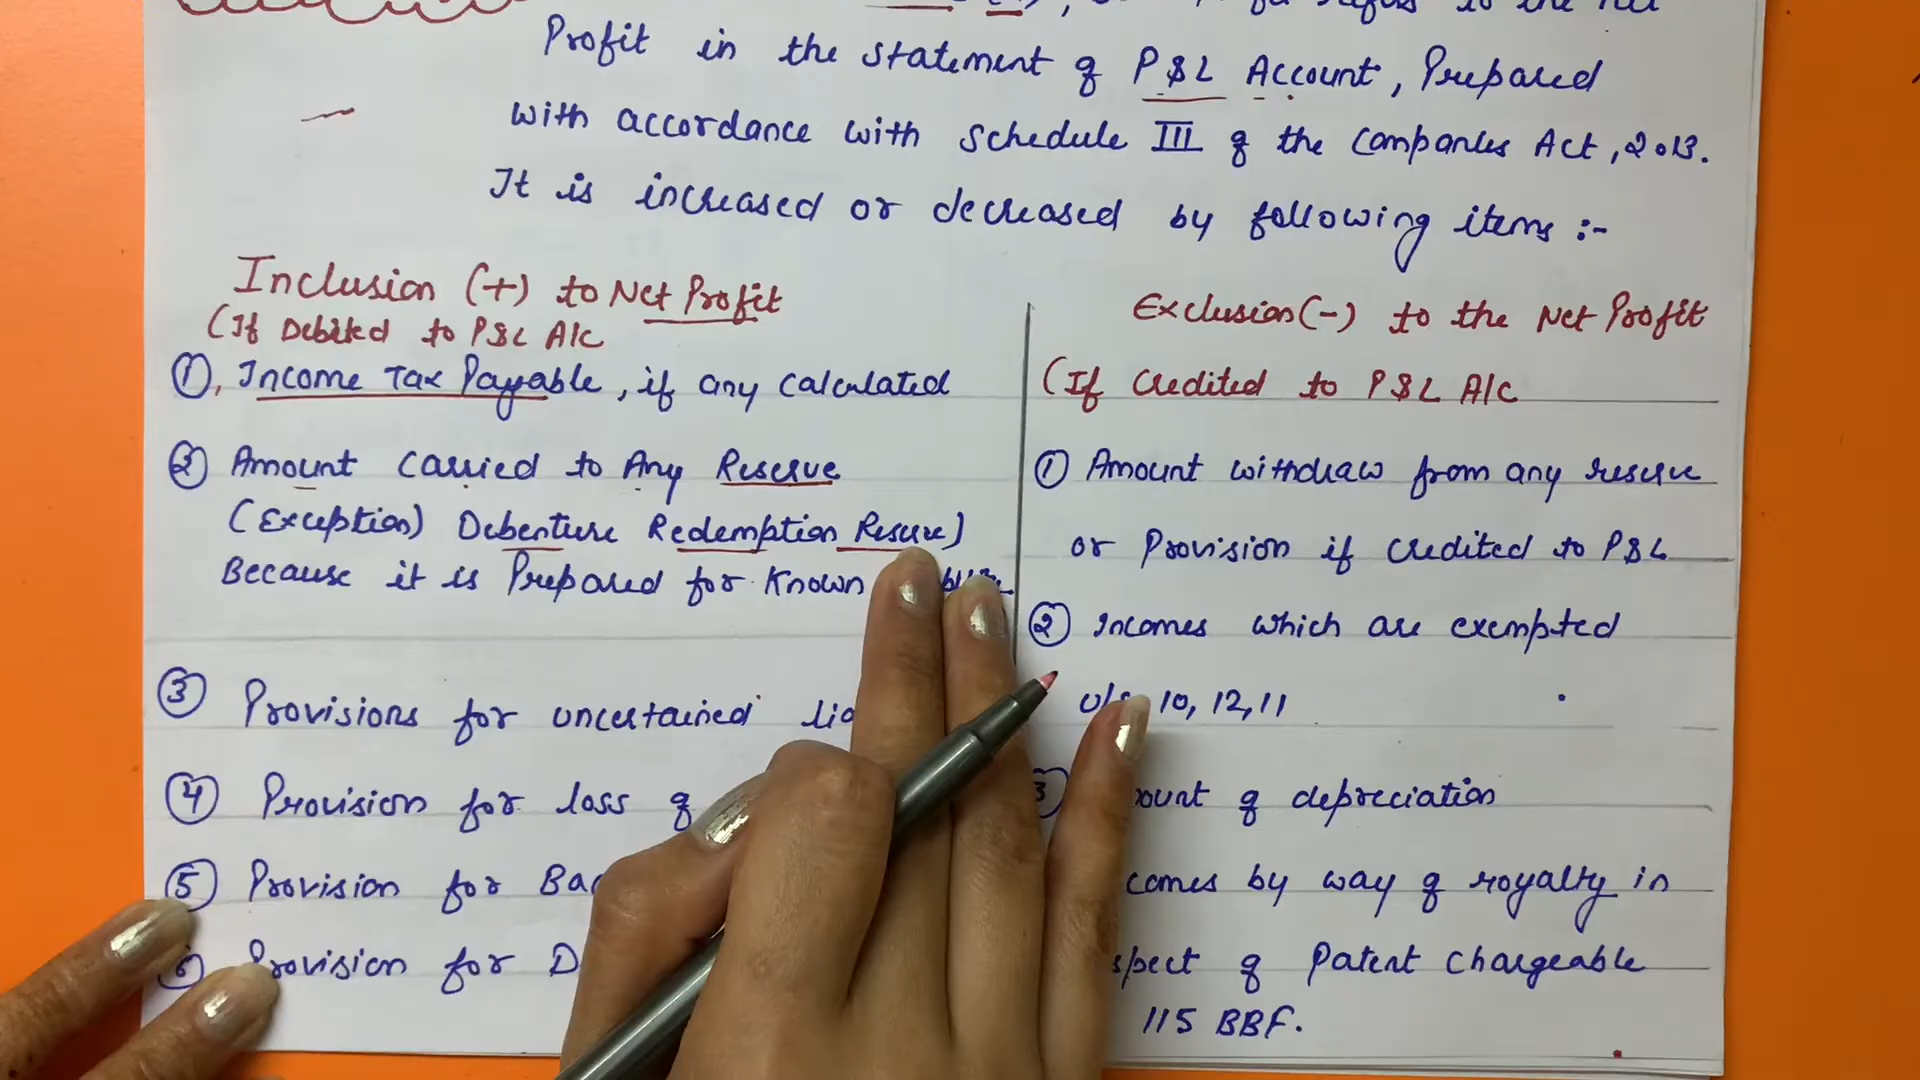 to the Net
Profit in the statement of P&L Account, Prepared
with accordance with Schedule III of the Companies Act, 2013.
It is increased or decreased by following items :-
Inclusion (+) to Net Profit
(If Debited to P&L A/c
①, Income Tax Payable, if any calculated
② Amount Carried to Any Reserve
(Exception) Debenture Redemption Reserve)
Because it is Prepared for Known
③ Provisions for uncertained
④ Provision for loss of
⑤ Provision for
⑥ Provision for
Exclusion (-) to the Net Profit
(If Credited to P&L A/c
① Amount withdraw from any reserve
or Provision if credited to P&L
② Incomes which are exempted
10, 12, 11
of depreciation
by way of royalty in
of Patent Chargeable
115 BBF.